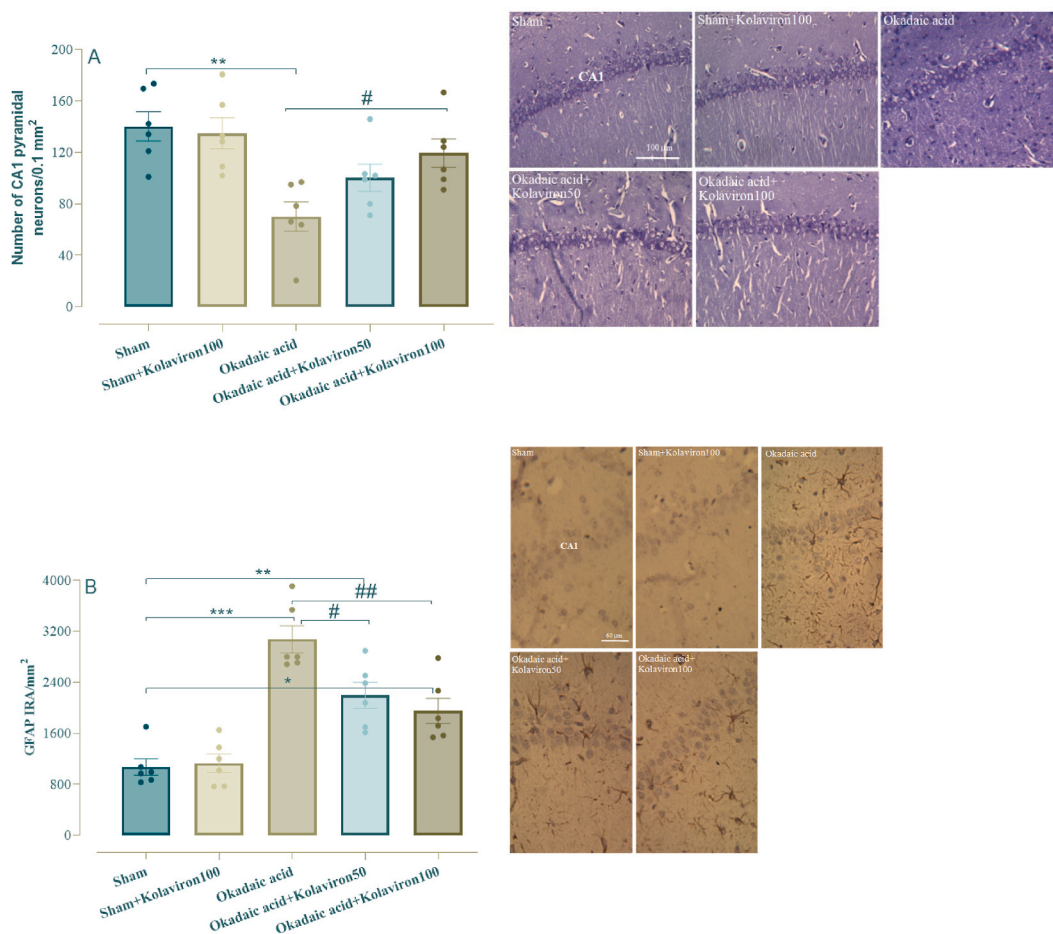 A
Number of CA1 pyramidal
neurons/0.1 mm²
200
160
120
80
40
0
**
#
Sham
Sham+Kolaviron100
Okadaic acid
Okadaic acid+Kolaviron50
Okadaic acid+Kolaviron100
Sham
CA1
100 µm
Sham+Kolaviron100
Okadaic acid
Okadaic acid+
Kolaviron50
Okadaic acid+
Kolaviron100
B
GFAP IRA/mm²
4000
3200
2400
1600
800
0
**
##
***
#
*
Sham
Sham+Kolaviron100
Okadaic acid
Okadaic acid+Kolaviron50
Okadaic acid+Kolaviron100
Sham
CA1
Sham+Kolaviron100
60 µm
Okadaic acid
Okadaic acid+
Kolaviron50
Okadaic acid+
Kolaviron100